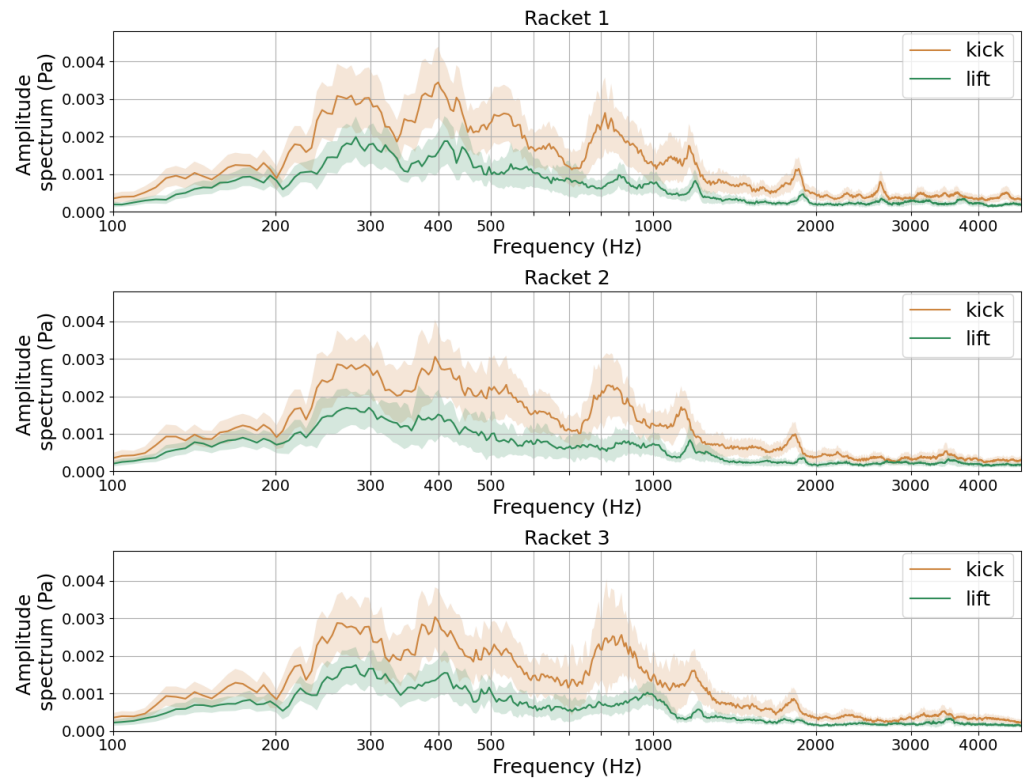 Racket 1
Amplitude
spectrum (Pa)
0.004
0.003
0.002
0.001
0.000
kick
lift
100 200 300 400 500 1000 2000 3000 4000
Frequency (Hz)
Racket 2
Amplitude
spectrum (Pa)
0.004
0.003
0.002
0.001
0.000
kick
lift
100 200 300 400 500 1000 2000 3000 4000
Frequency (Hz)
Racket 3
Amplitude
spectrum (Pa)
0.004
0.003
0.002
0.001
0.000
kick
lift
100 200 300 400 500 1000 2000 3000 4000
Frequency (Hz)